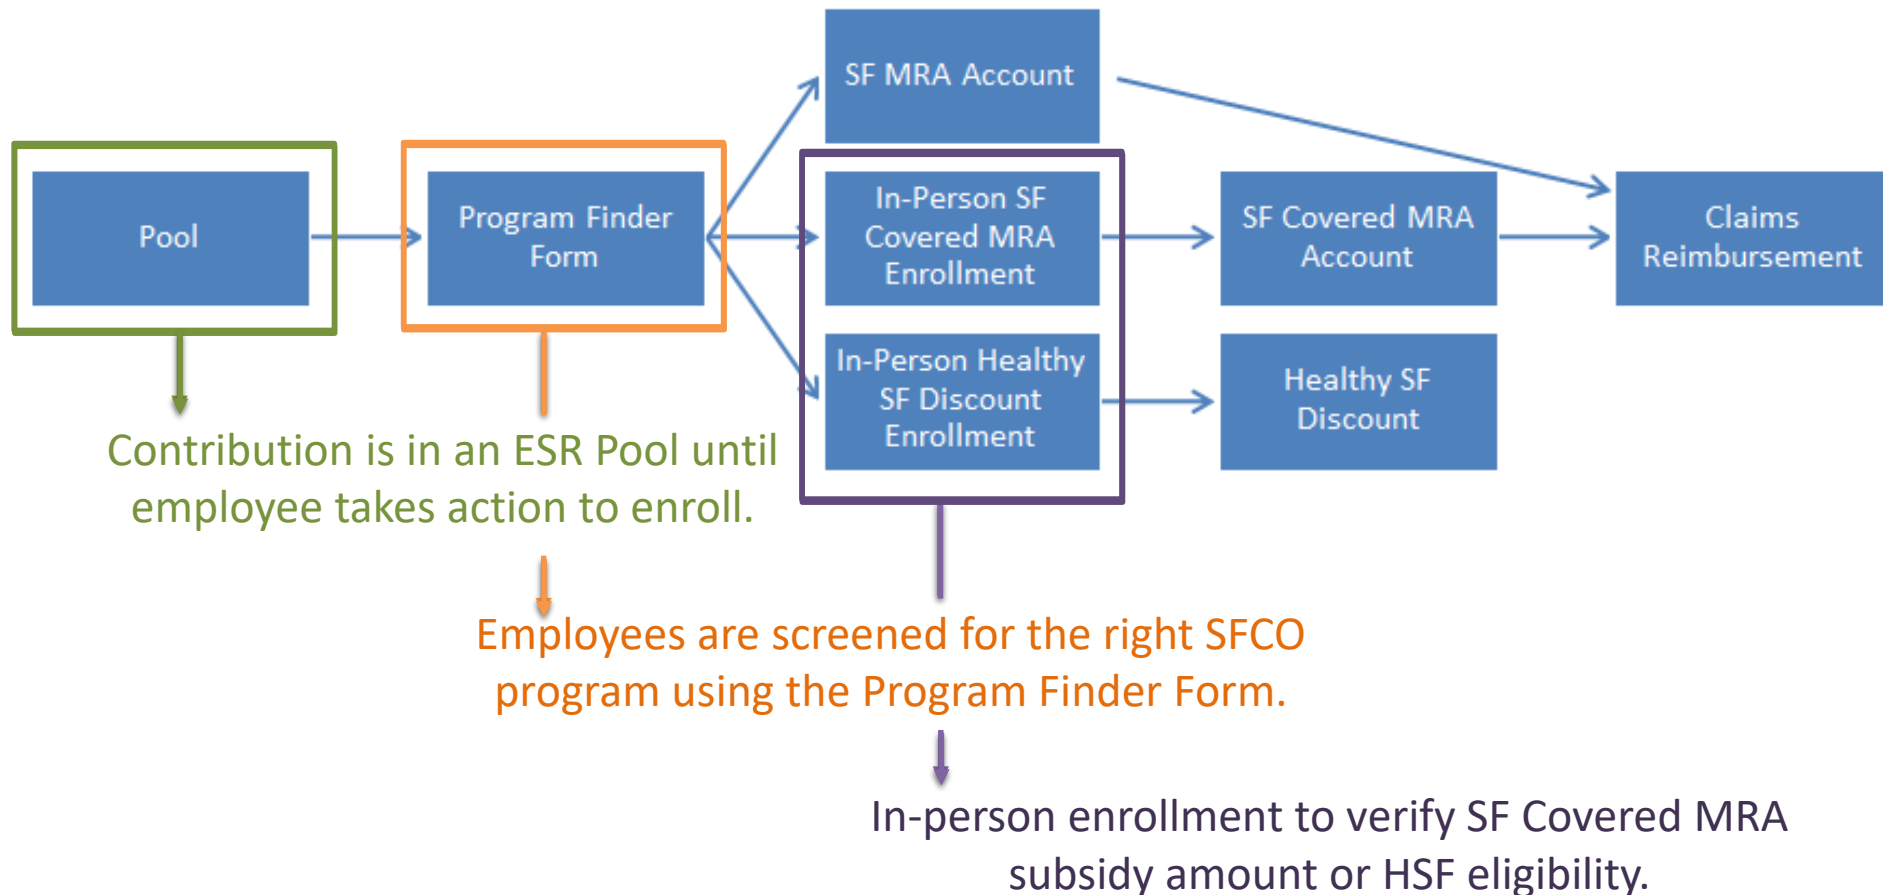 SF MRA Account
Pool
Program Finder
Form
In-Person SF
Covered MRA
Enrollment
SF Covered MRA
Account
Claims
Reimbursement
In-Person Healthy
SF Discount
Enrollment
Healthy SF
Discount
Contribution is in an ESR Pool until
employee takes action to enroll.
Employees are screened for the right SFCO
program using the Program Finder Form.
In-person enrollment to verify SF Covered MRA
subsidy amount or HSF eligibility.